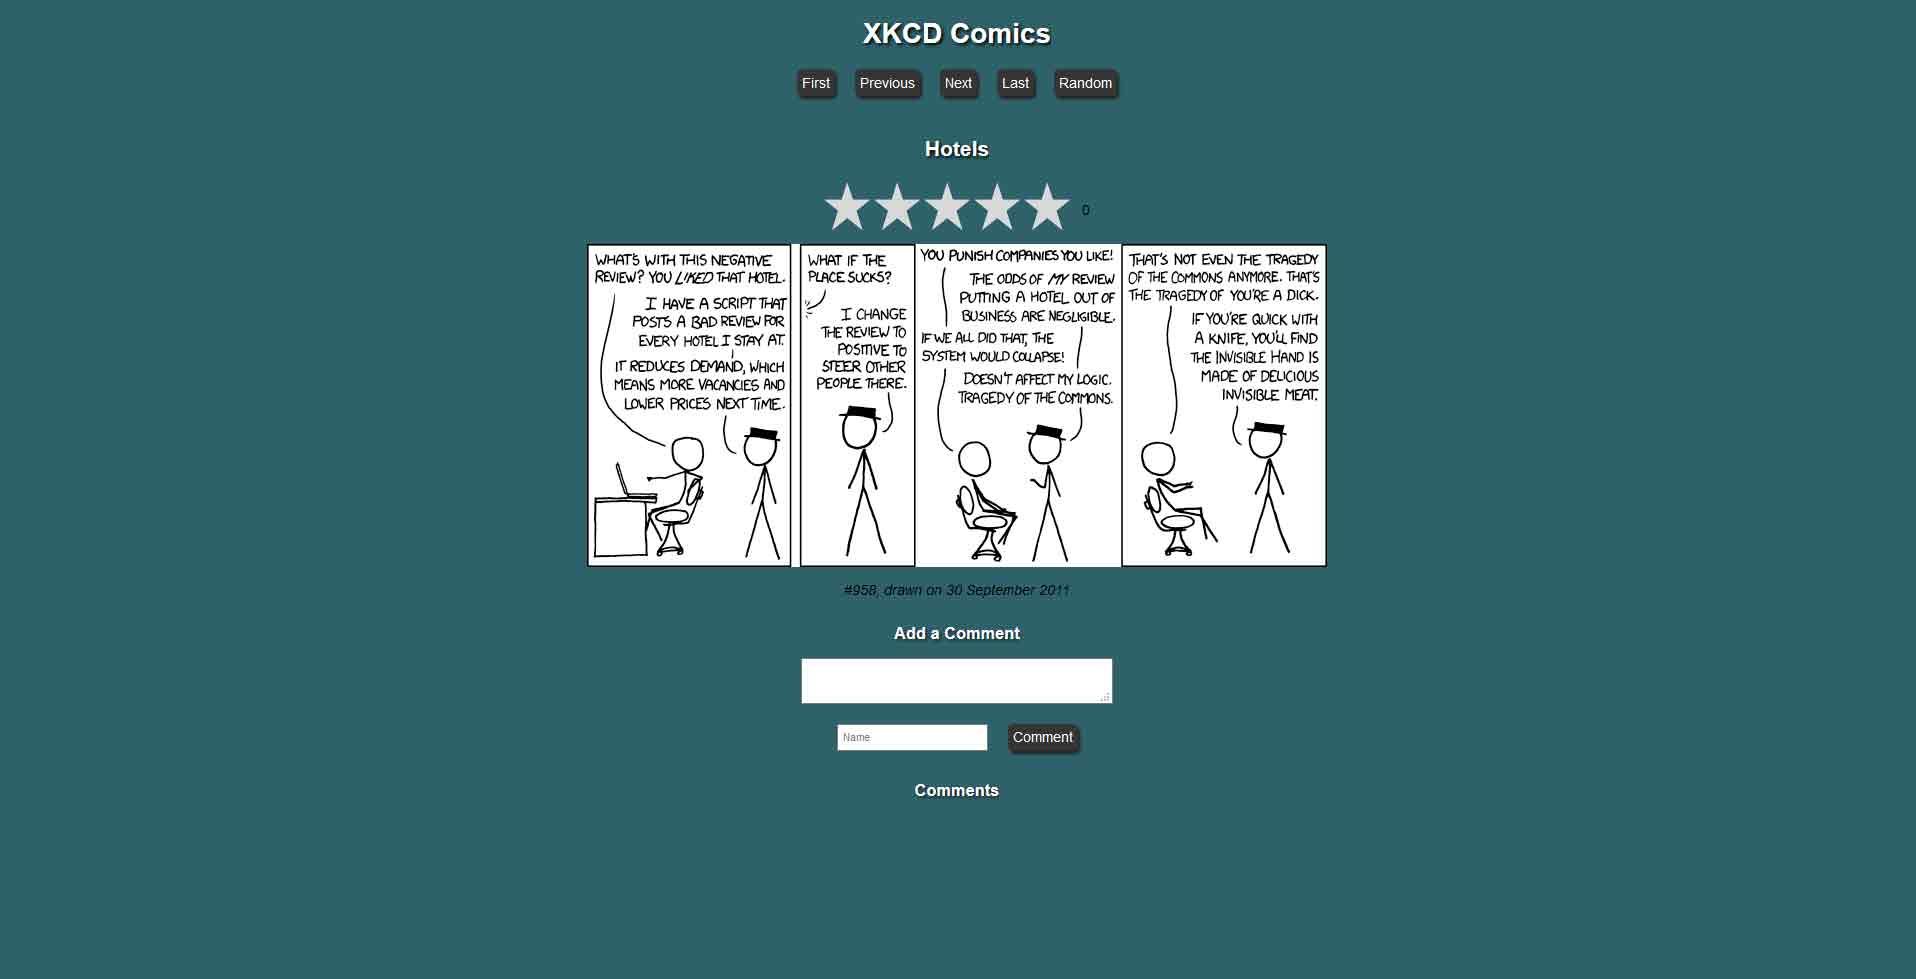 XKCD Comics
First Previous Next Last Random
Hotels
0
WHAT'S WITH THIS NEGATIVE
REVIEW? YOU LIKED THAT HOTEL.
I HAVE A SCRIPT THAT
POSTS A BAD REVIEW FOR
EVERY HOTEL I STAY AT.
IT REDUCES DEMAND, WHICH
MEANS MORE VACANCIES AND
LOWER PRICES NEXT TIME.
WHAT IF THE
PLACE SUCKS?
I CHANGE
THE REVIEW TO
POSITIVE TO
STEER OTHER
PEOPLE THERE.
YOU PUNISH COMPANIES YOU LIKE!
THE ODDS OF MY REVIEW
PUTTING A HOTEL OUT OF
BUSINESS ARE NEGLIGIBLE.
IF WE ALL DID THAT, THE
SYSTEM WOULD COLLAPSE!
DOESN'T AFFECT MY LOGIC.
TRAGEDY OF THE COMMONS.
THAT'S NOT EVEN THE TRAGEDY
OF THE COMMONS ANYMORE. THAT'S
THE TRAGEDY OF YOU'RE A DICK.
IF YOU'RE QUICK WITH
A KNIFE, YOU'LL FIND
THE INVISIBLE HAND IS
MADE OF DELICIOUS
INVISIBLE MEAT.
#958, drawn on 30 September 2011
Add a Comment
Name Comment
Comments